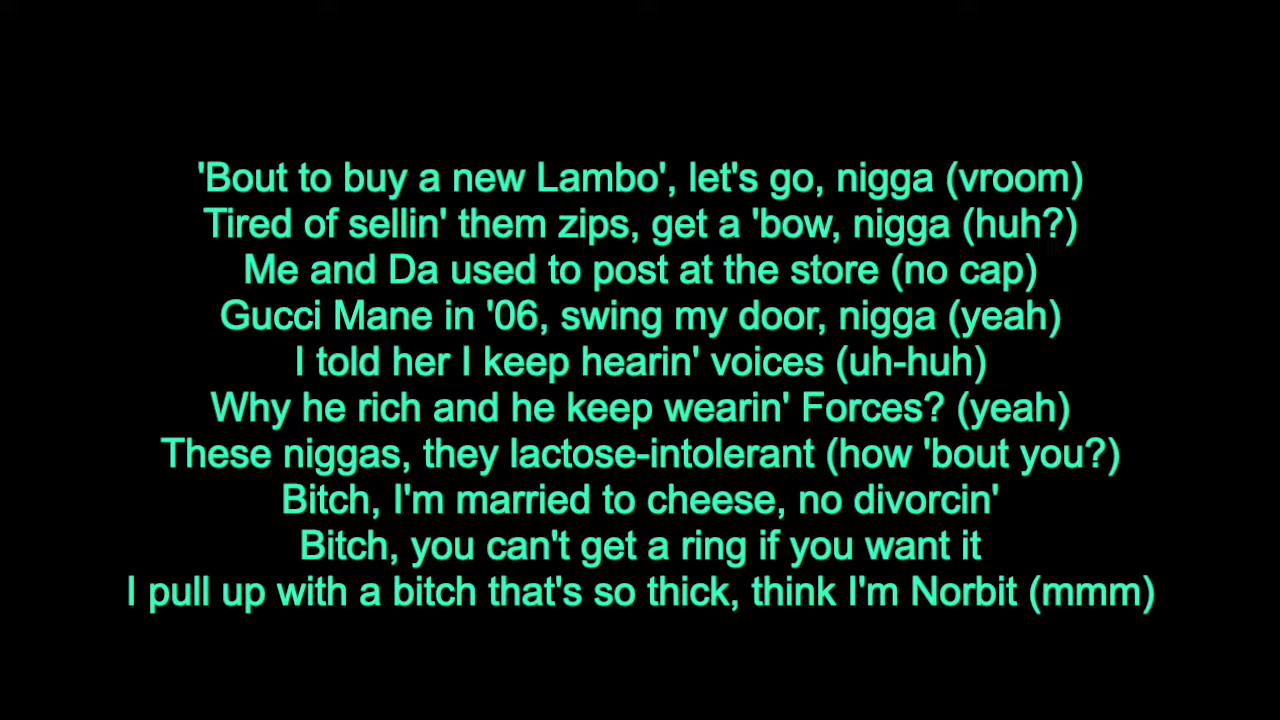 'Bout to buy a new Lambo', let's go, nigga (vroom)
Tired of sellin' them zips, get a 'bow, nigga (huh?)
Me and Da used to post at the store (no cap)
Gucci Mane in '06, swing my door, nigga (yeah)
I told her I keep hearin' voices (uh-huh)
Why he rich and he keep wearin' Forces? (yeah)
These niggas, they lactose-intolerant (how 'bout you?)
Bitch, I'm married to cheese, no divorcin'
Bitch, you can't get a ring if you want it
I pull up with a bitch that's so thick, think I'm Norbit (mmm)